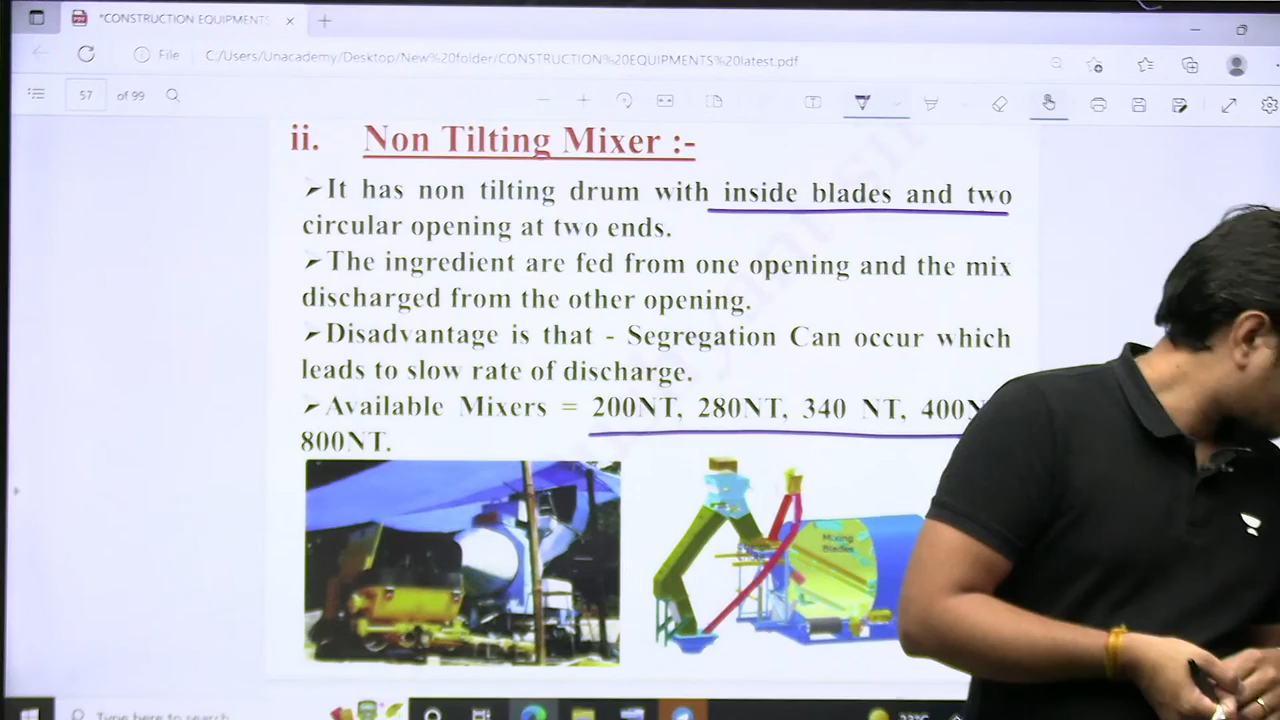 *CONSTRUCTION EQUIPMENTS
File
C:/Users/Unacademy/Desktop/New%20folder/CONSTRUCTION%20EQUIPMENTS%20latest.pdf
57 of 99
ii. Non Tilting Mixer :-
➢It has non tilting drum with inside blades and two
circular opening at two ends.
➢The ingredient are fed from one opening and the mix
discharged from the other opening.
➢Disadvantage is that - Segregation Can occur which
leads to slow rate of discharge.
➢Available Mixers = 200NT, 280NT, 340 NT, 400N
800NT.
Mixing
Blades
Type here to search